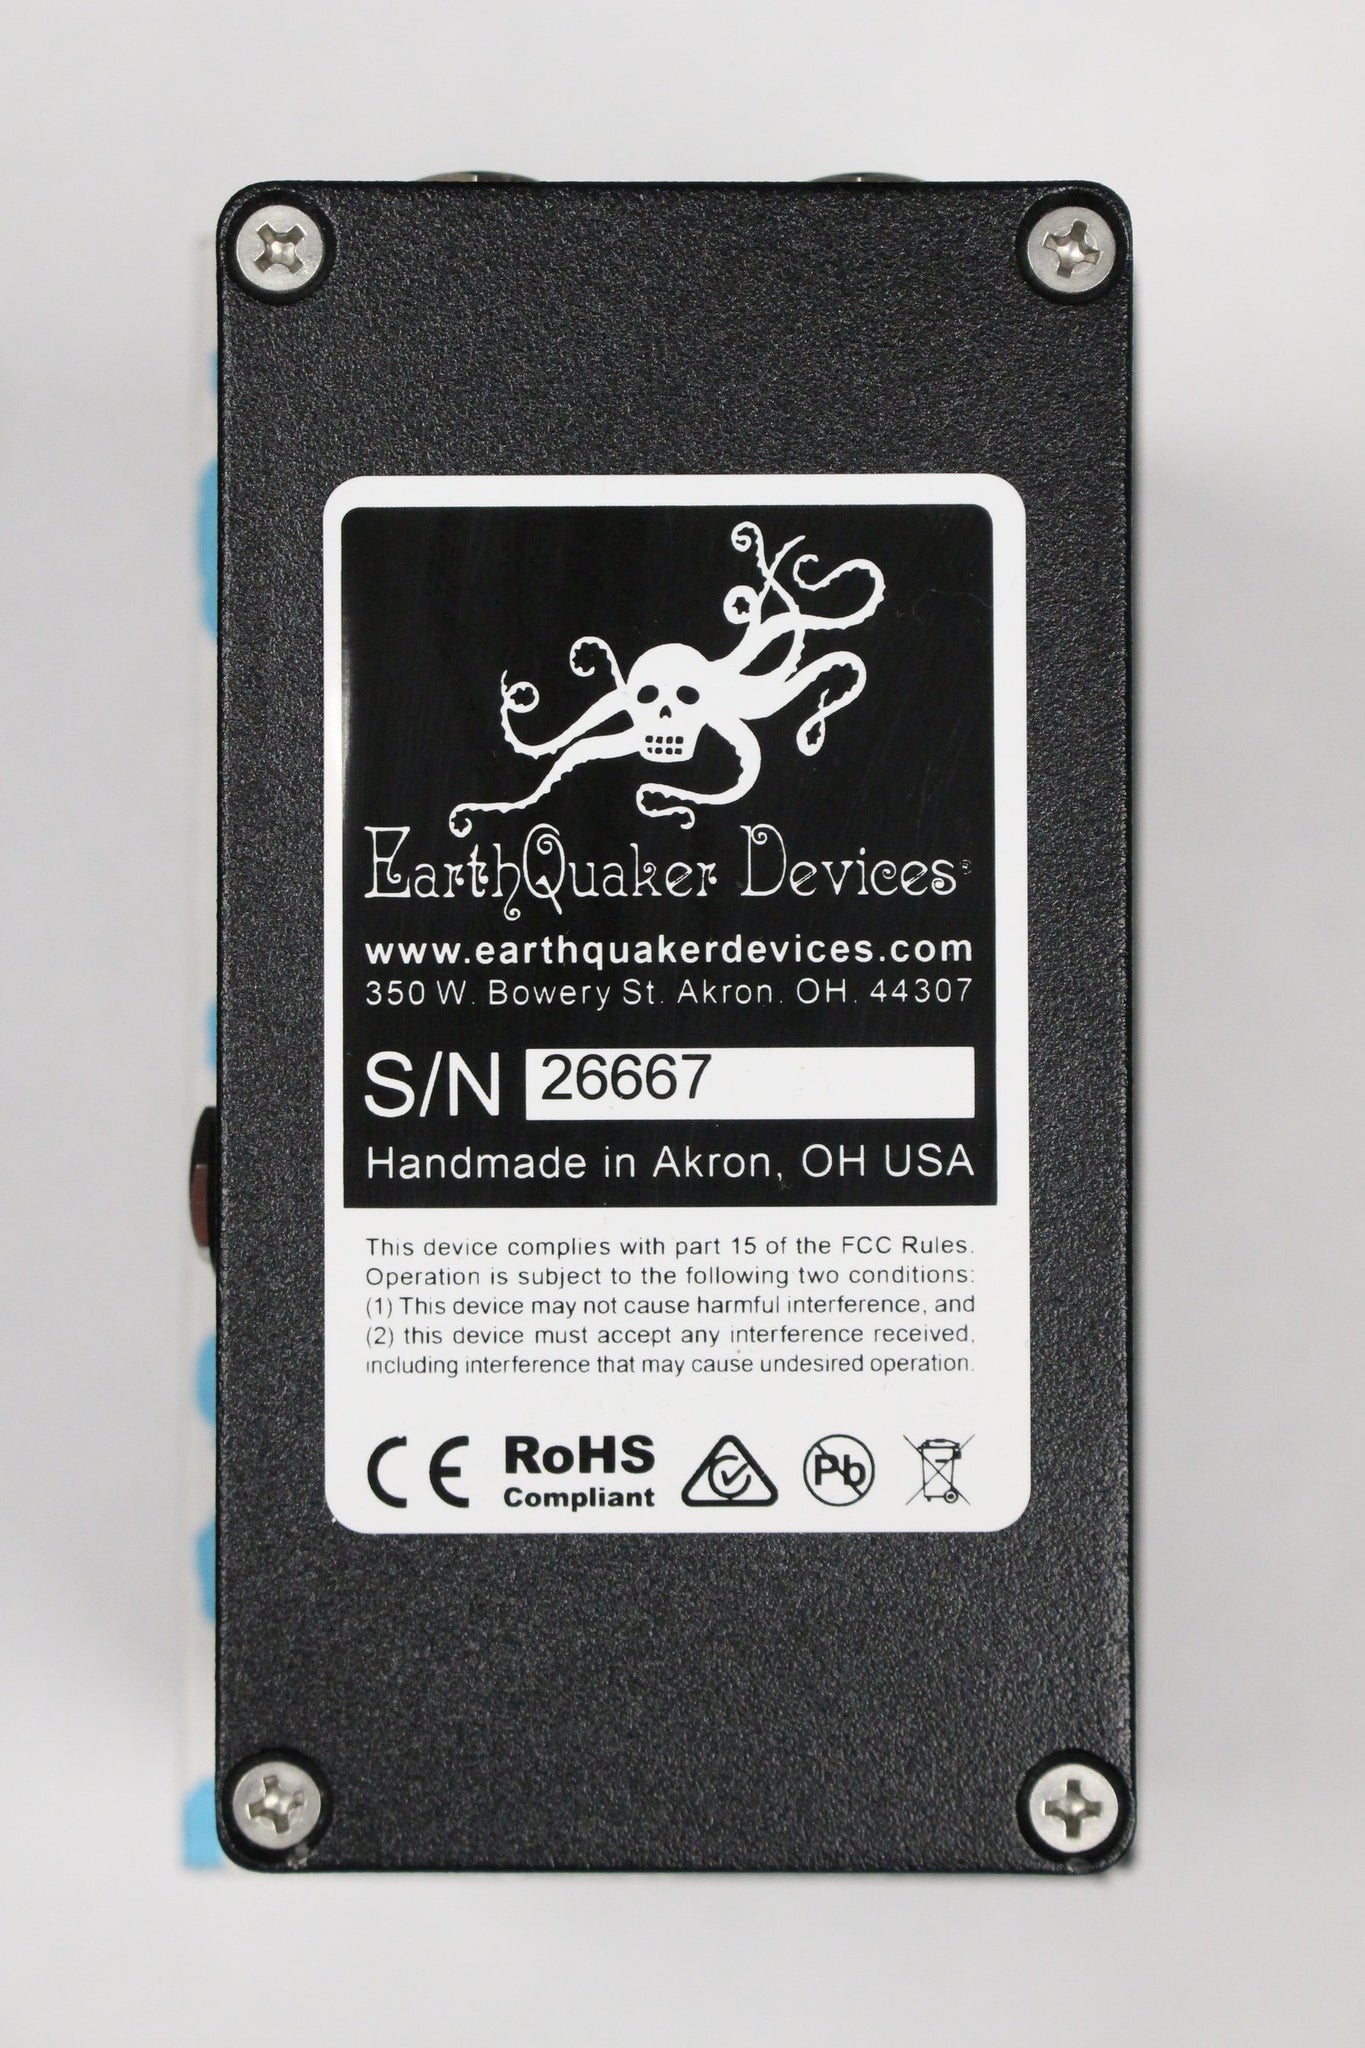 EarthQuaker Devices®
www.earthquakerdevices.com
350 W. Bowery St. Akron. OH. 44307
S/N 26667
Handmade in Akron, OH USA
This device complies with part 15 of the FCC Rules.
Operation is subject to the following two conditions:
(1) This device may not cause harmful interference, and
(2) this device must accept any interference received,
including interference that may cause undesired operation.
CE RoHS Pb
Compliant